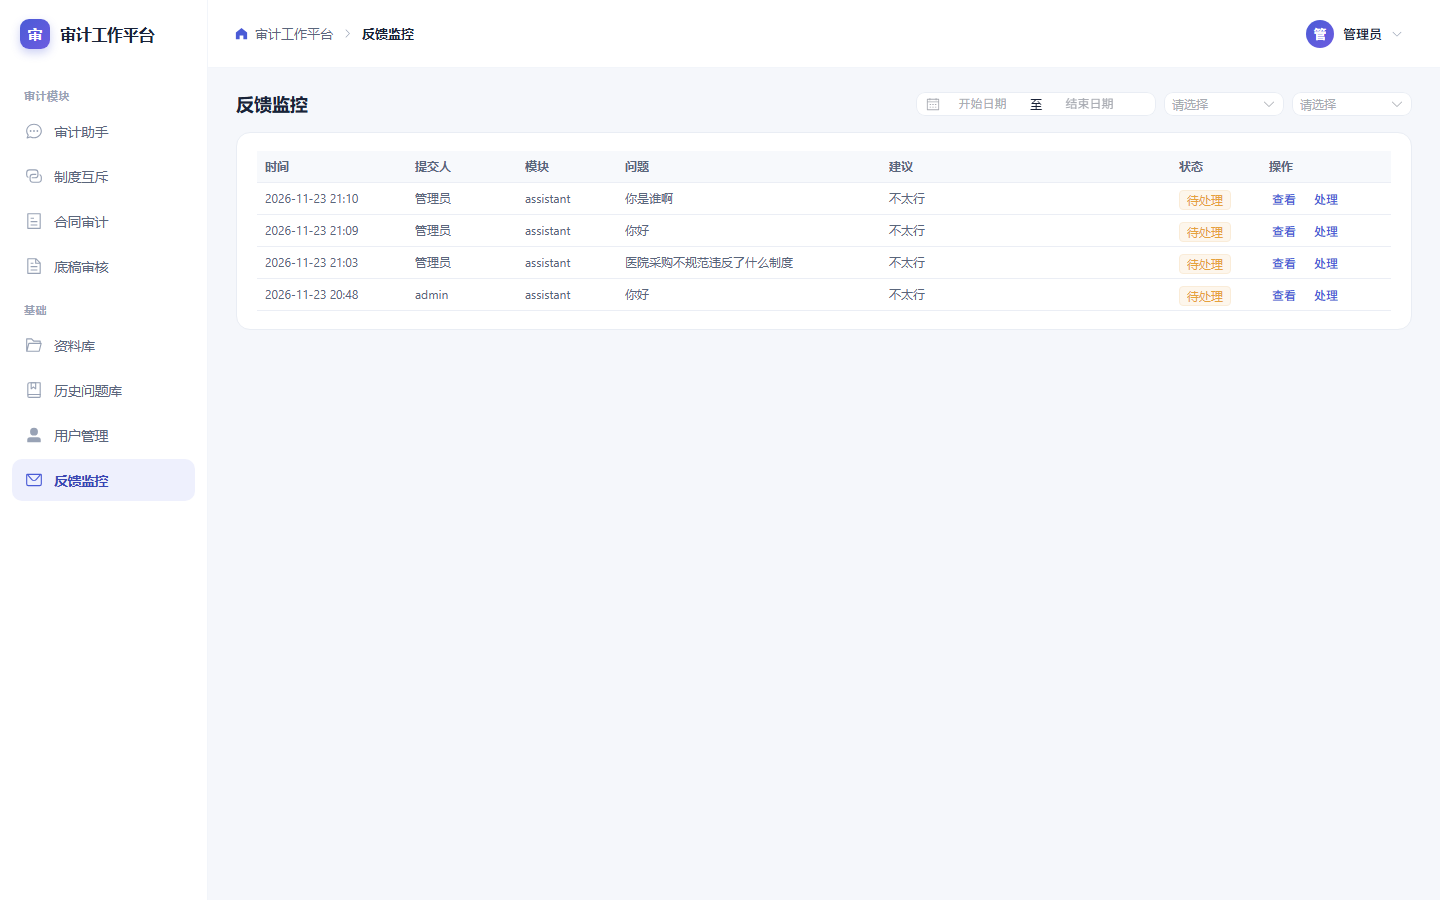 审 审计工作平台
审计工作平台 反馈监控
管 管理员
审计模块
审计助手
制度互斥
合同审计
底稿审核
基础
资料库
历史问题库
用户管理
反馈监控
反馈监控
开始日期 至 结束日期 请选择 请选择
时间 提交人 模块 问题 建议 状态 操作
2026-11-23 21:10 管理员 assistant 你是谁啊 不太行 待处理 查看 处理
2026-11-23 21:09 管理员 assistant 你好 不太行 待处理 查看 处理
2026-11-23 21:03 管理员 assistant 医院采购不规范违反了什么制度 不太行 待处理 查看 处理
2026-11-23 20:48 admin assistant 你好 不太行 待处理 查看 处理